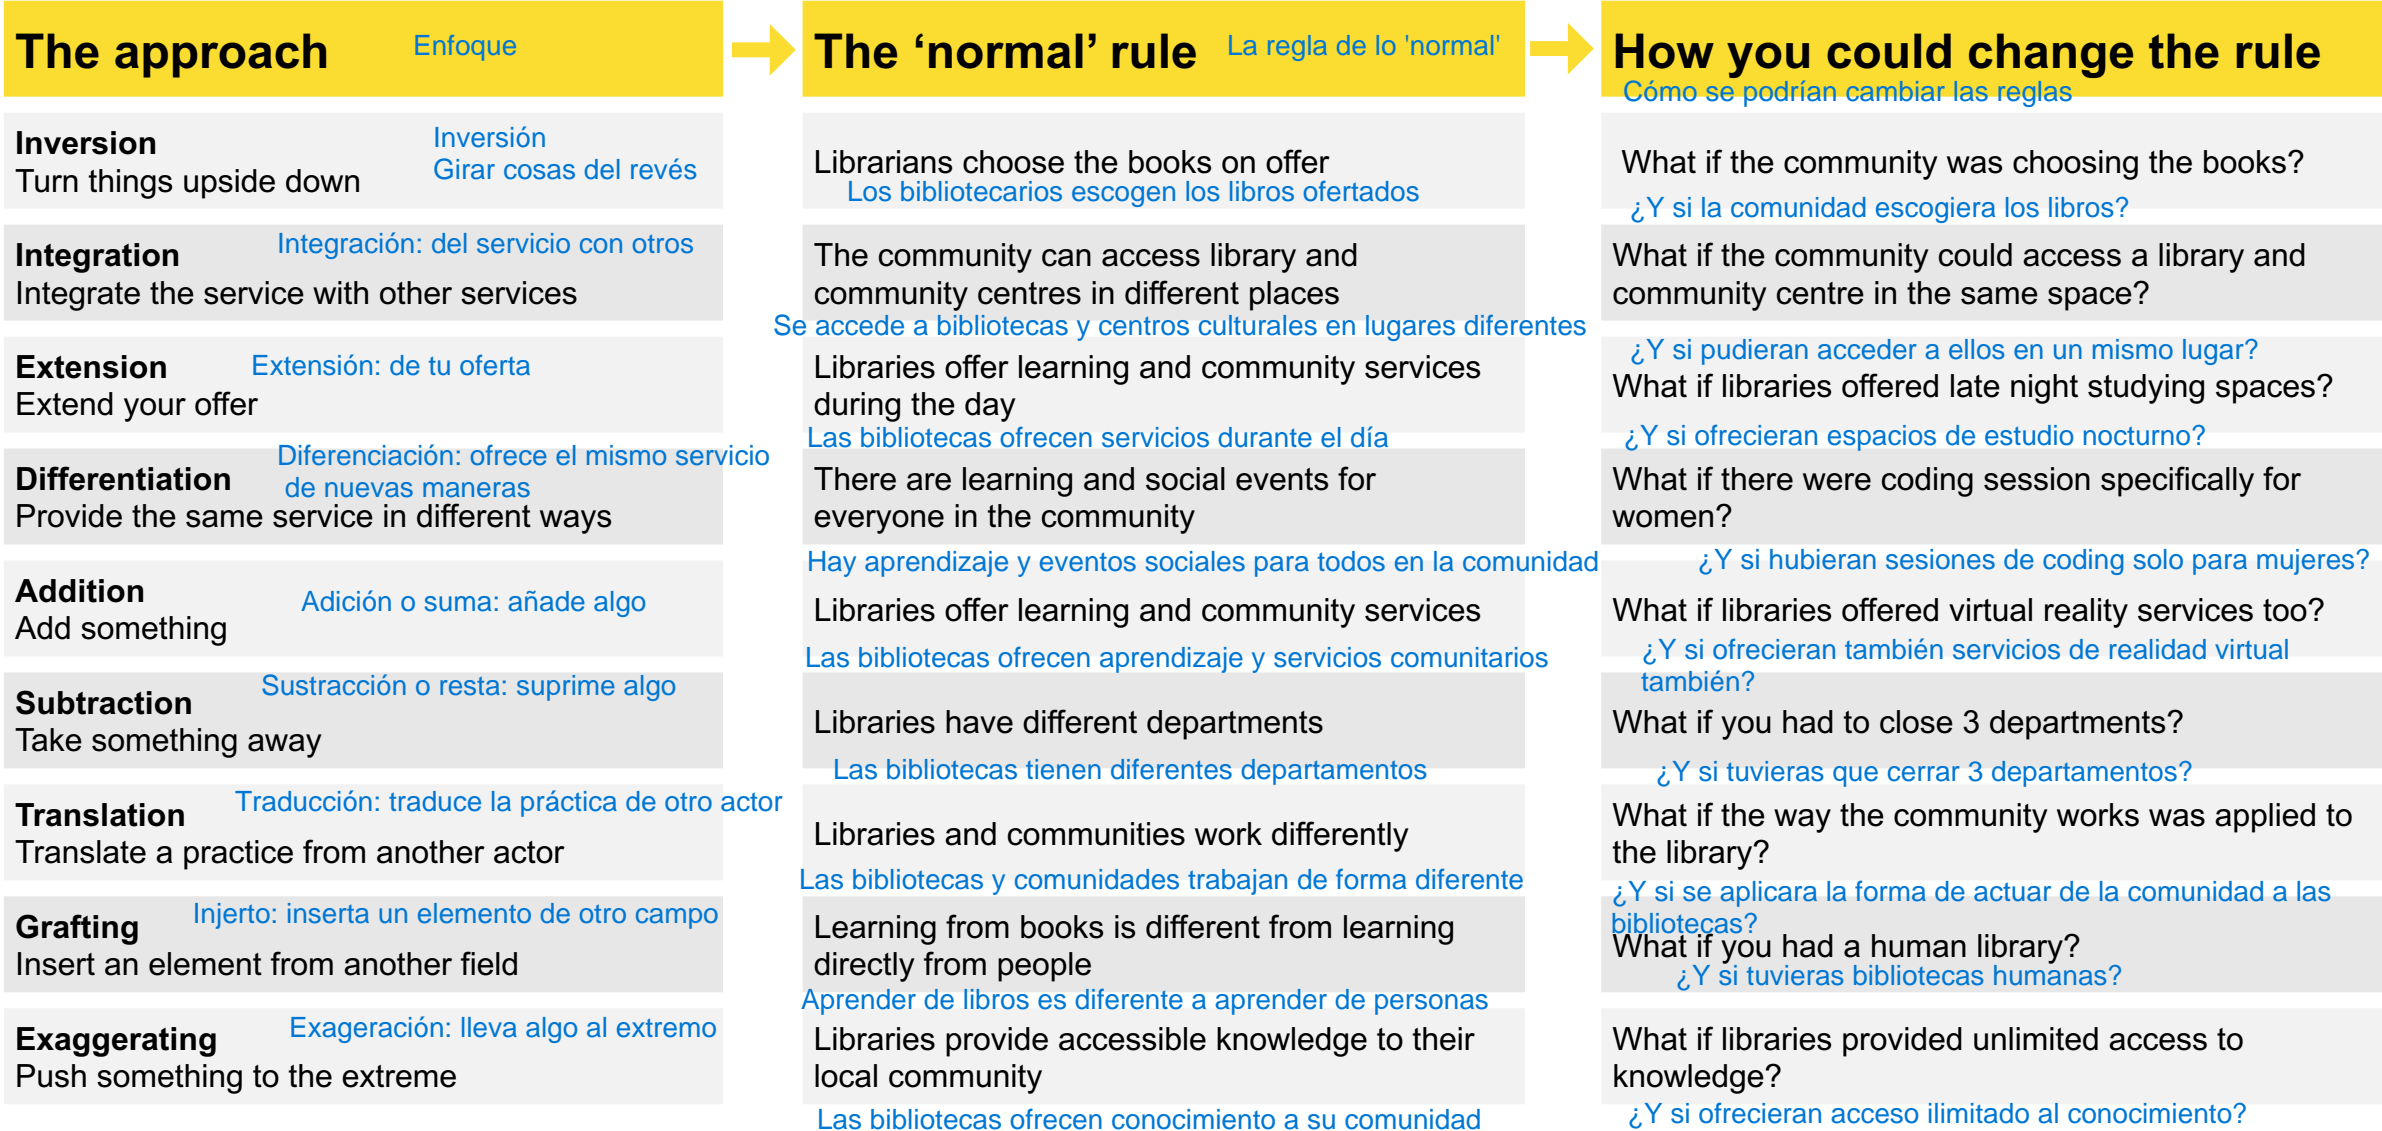 The approach
Enfoque
The ‘normal’ rule
La regla de lo 'normal'
How you could change the rule
Cómo se podrían cambiar las reglas
Inversion
Turn things upside down
Inversión
Girar cosas del revés
Librarians choose the books on offer
Los bibliotecarios escogen los libros ofertados
What if the community was choosing the books?
¿Y si la comunidad escogiera los libros?
Integration
Integrate the service with other services
Integración: del servicio con otros
The community can access library and
community centres in different places
Se accede a bibliotecas y centros culturales en lugares diferentes
What if the community could access a library and
community centre in the same space?
¿Y si pudieran acceder a ellos en un mismo lugar?
Extension
Extend your offer
Extensión: de tu oferta
Libraries offer learning and community services
during the day
Las bibliotecas ofrecen servicios durante el día
What if libraries offered late night studying spaces?
¿Y si ofrecieran espacios de estudio nocturno?
Differentiation
Provide the same service in different ways
Diferenciación: ofrece el mismo servicio
de nuevas maneras
There are learning and social events for
everyone in the community
Hay aprendizaje y eventos sociales para todos en la comunidad
What if there were coding session specifically for
women?
¿Y si hubieran sesiones de coding solo para mujeres?
Addition
Add something
Adición o suma: añade algo
Libraries offer learning and community services
Las bibliotecas ofrecen aprendizaje y servicios comunitarios
What if libraries offered virtual reality services too?
¿Y si ofrecieran también servicios de realidad virtual
también?
Subtraction
Take something away
Sustracción o resta: suprime algo
Libraries have different departments
Las bibliotecas tienen diferentes departamentos
What if you had to close 3 departments?
¿Y si tuvieras que cerrar 3 departamentos?
Translation
Translate a practice from another actor
Traducción: traduce la práctica de otro actor
Libraries and communities work differently
Las bibliotecas y comunidades trabajan de forma diferente
What if the way the community works was applied to
the library?
¿Y si se aplicara la forma de actuar de la comunidad a las
bibliotecas?
Grafting
Insert an element from another field
Injerto: inserta un elemento de otro campo
Learning from books is different from learning
directly from people
Aprender de libros es diferente a aprender de personas
What if you had a human library?
¿Y si tuvieras bibliotecas humanas?
Exaggerating
Push something to the extreme
Exageración: lleva algo al extremo
Libraries provide accessible knowledge to their
local community
Las bibliotecas ofrecen conocimiento a su comunidad
What if libraries provided unlimited access to
knowledge?
¿Y si ofrecieran acceso ilimitado al conocimiento?